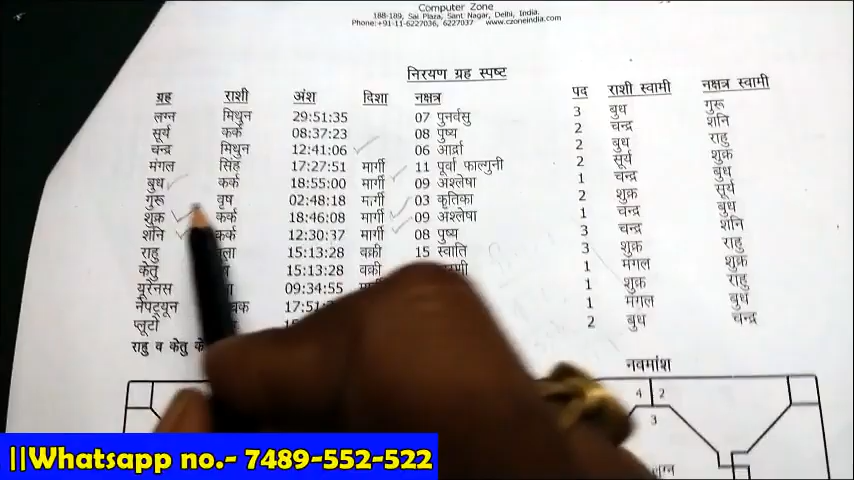 Computer Zone
188-189, Sai Plaza, Sant Nagar, Delhi, India.
Phone:+91-11-6227036, 6227037 www.czoneindia.com
निरयण ग्रह स्पष्ट
ग्रह राशी अंश दिशा नक्षत्र पद राशी स्वामी नक्षत्र स्वामी
लग्न मिथुन 29:51:35 07 पुनर्वसु 3 बुध गुरू
सूर्य कर्क 08:37:23 08 पुष्य 2 चन्द्र शनि
चन्द्र मिथुन 12:41:06 06 आर्द्रा 2 बुध राहु
मंगल सिंह 17:27:51 मार्गी 11 पूर्वा फाल्गुनी 2 सूर्य शुक्र
बुध कर्क 18:55:00 मार्गी 09 अश्लेषा 1 चन्द्र बुध
गुरू वृष 02:48:18 मार्गी 03 कृतिका 2 शुक्र सूर्य
शुक्र कर्क 18:46:08 मार्गी 09 अश्लेषा 1 चन्द्र बुध
शनि कर्क 12:30:37 मार्गी 08 पुष्य 3 चन्द्र शनि
राहु 15:13:28 वक्री 15 स्वाति 3 शुक्र राहु
केतु 15:13:28 वक्री 1 मंगल शुक्र
यूरेनस 09:34:55 1 शुक्र राहु
नेपट्यून 1 मंगल बुध
प्लूटो 2 बुध चन्द्र
राहु व केतु
नवमांश
4 2
3
||Whatsapp no.- 7489-552-522